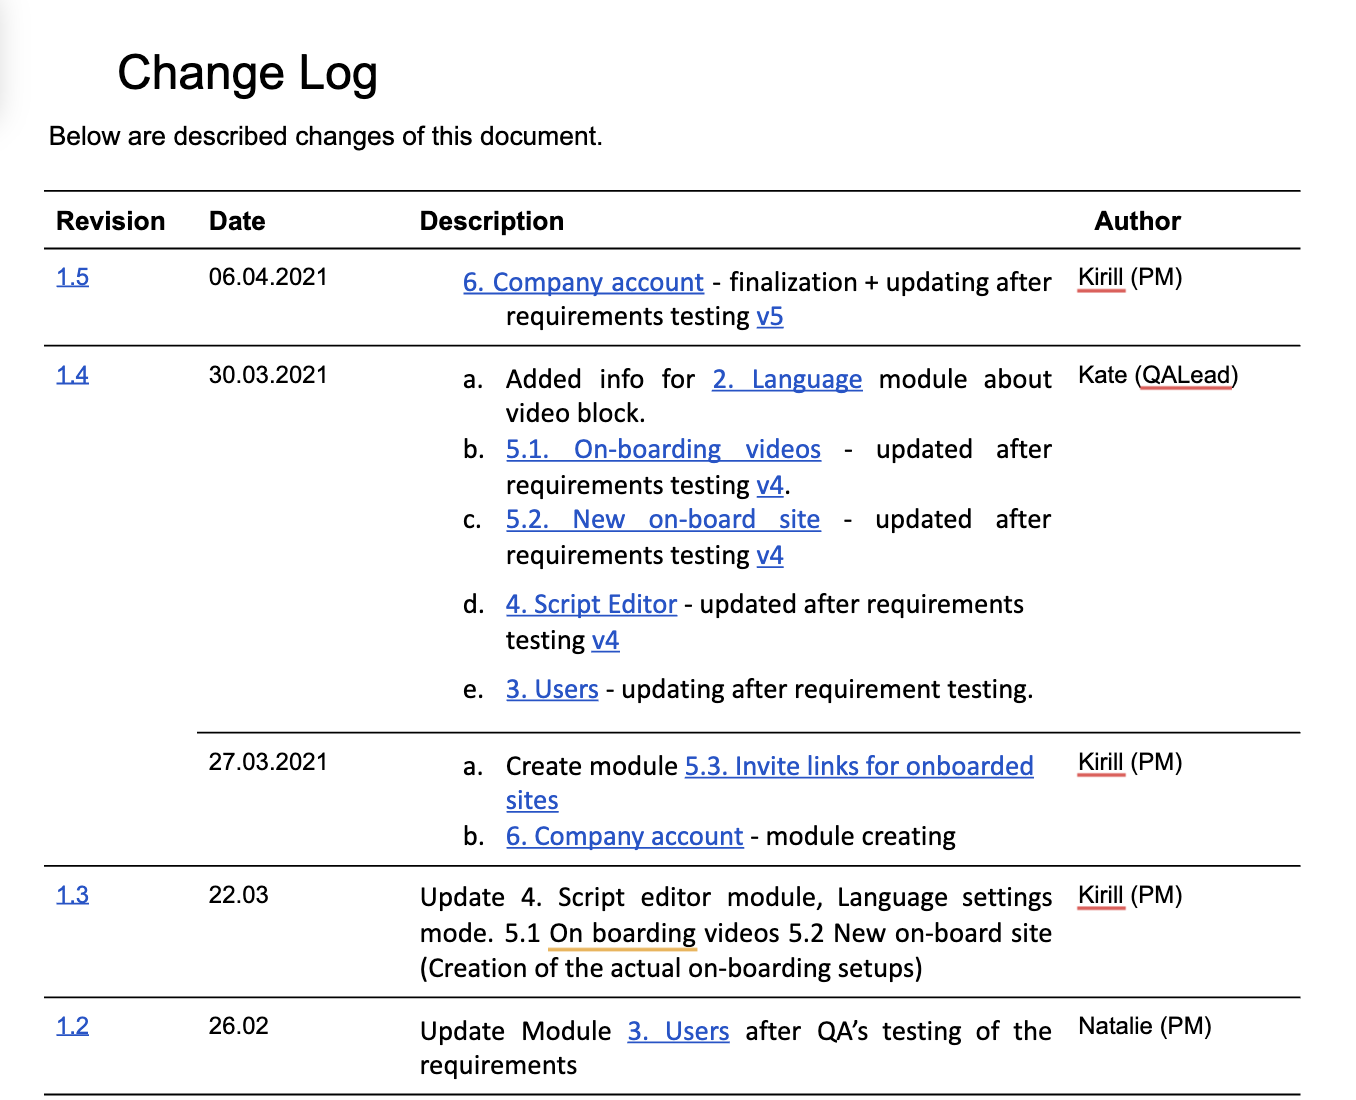 Change Log
Below are described changes of this document.
Revision Date Description Author
1.5 06.04.2021 6. Company account - finalization + updating after Kirill (PM)
requirements testing v5
1.4 30.03.2021 a. Added info for 2. Language module about Kate (QALead)
video block.
b. 5.1. On-boarding videos - updated after
requirements testing v4.
c. 5.2. New on-board site - updated after
requirements testing v4
d. 4. Script Editor - updated after requirements
testing v4
e. 3. Users - updating after requirement testing.
27.03.2021 a. Create module 5.3. Invite links for onboarded Kirill (PM)
sites
b. 6. Company account - module creating
1.3 22.03 Update 4. Script editor module, Language settings Kirill (PM)
mode. 5.1 On boarding videos 5.2 New on-board site
(Creation of the actual on-boarding setups)
1.2 26.02 Update Module 3. Users after QA’s testing of the Natalie (PM)
requirements